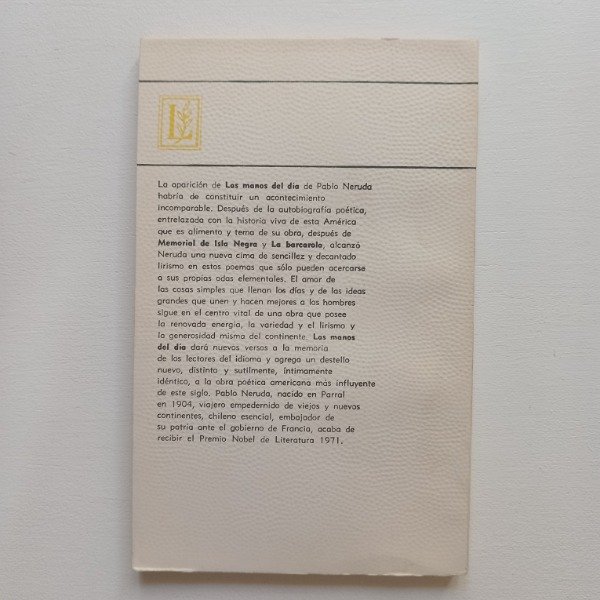 L
La aparición de Las manos del día de Pablo Neruda
habría de constituir un acontecimiento
incomparable. Después de la autobiografía poética,
entrelazada con la historia viva de esta América
que es alimento y tema de su obra, después de
Memorial de Isla Negra y La barcarola, alcanzó
Neruda una nueva cima de sencillez y decantado
lirismo en estos poemas que sólo pueden acercarse
a sus propias odas elementales. El amor de
las cosas simples que llenan los días y de las ideas
grandes que unen y hacen mejores a los hombres
sigue en el centro vital de una obra que posee
la renovada energía, la variedad y el lirismo y
la generosidad misma del continente. Las manos
del día dará nuevos versos a la memoria
de los lectores del idioma y agrega un destello
nuevo, distinto y sutilmente, íntimamente
idéntico, a la obra poética americana más influyente
de este siglo. Pablo Neruda, nacido en Parral
en 1904, viajero empedernido de viejos y nuevos
continentes, chileno esencial, embajador de
su patria ante el gobierno de Francia, acaba de
recibir el Premio Nobel de Literatura 1971.